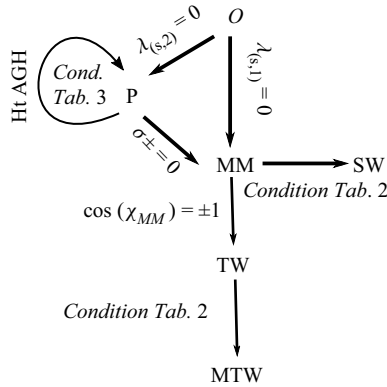 O
λ(s,2) = 0
λ(s,1) = 0
Ht AGH
Cond.
Tab. 3
P
σ± = 0
MM
SW
Condition Tab. 2
cos (χMM) = ±1
TW
Condition Tab. 2
MTW